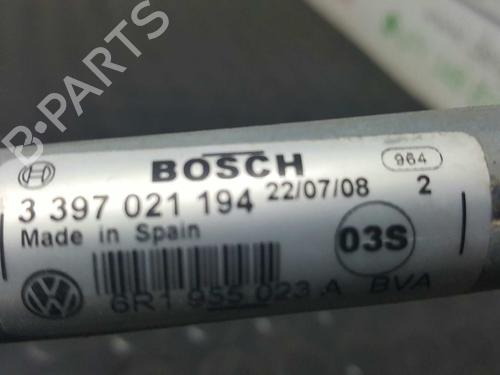 BOSCH
964
3 397 021 194 22/07/08 2
Made in Spain
03S
6R1 955 023 A BVA
B-PARTS